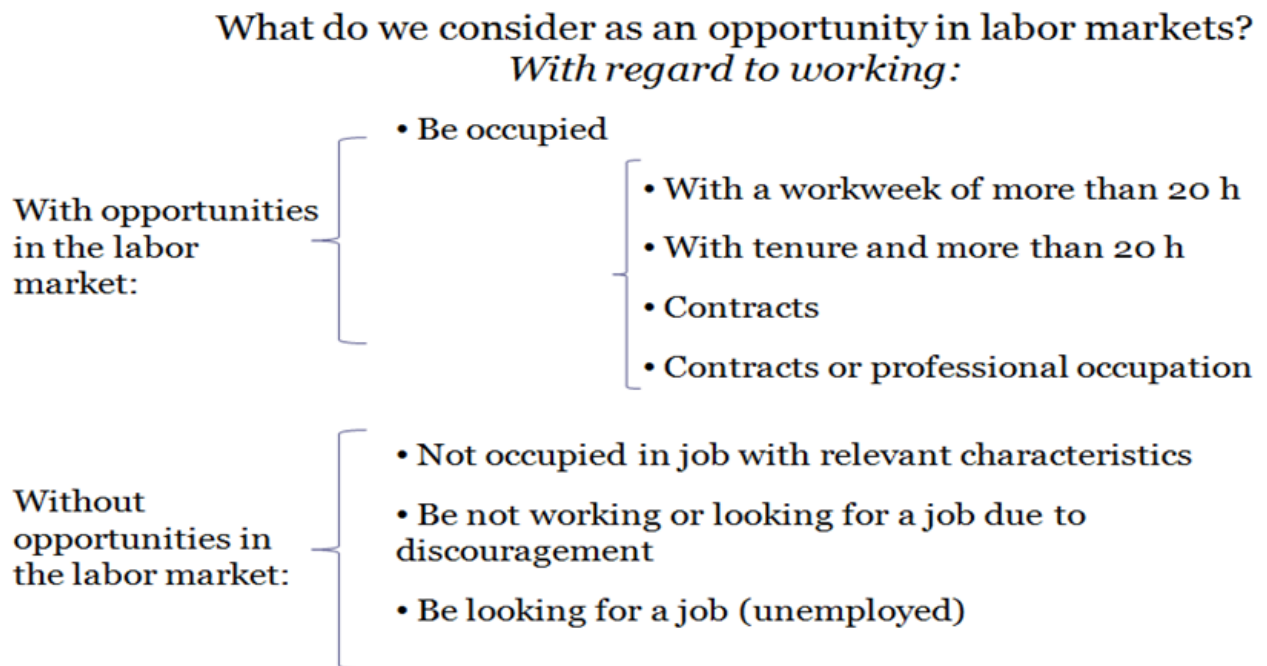 What do we consider as an opportunity in labor markets?
With regard to working:
• Be occupied
With opportunities
in the labor
market:
• With a workweek of more than 20 h
• With tenure and more than 20 h
• Contracts
• Contracts or professional occupation
Without
opportunities in
the labor market:
• Not occupied in job with relevant characteristics
• Be not working or looking for a job due to
discouragement
• Be looking for a job (unemployed)